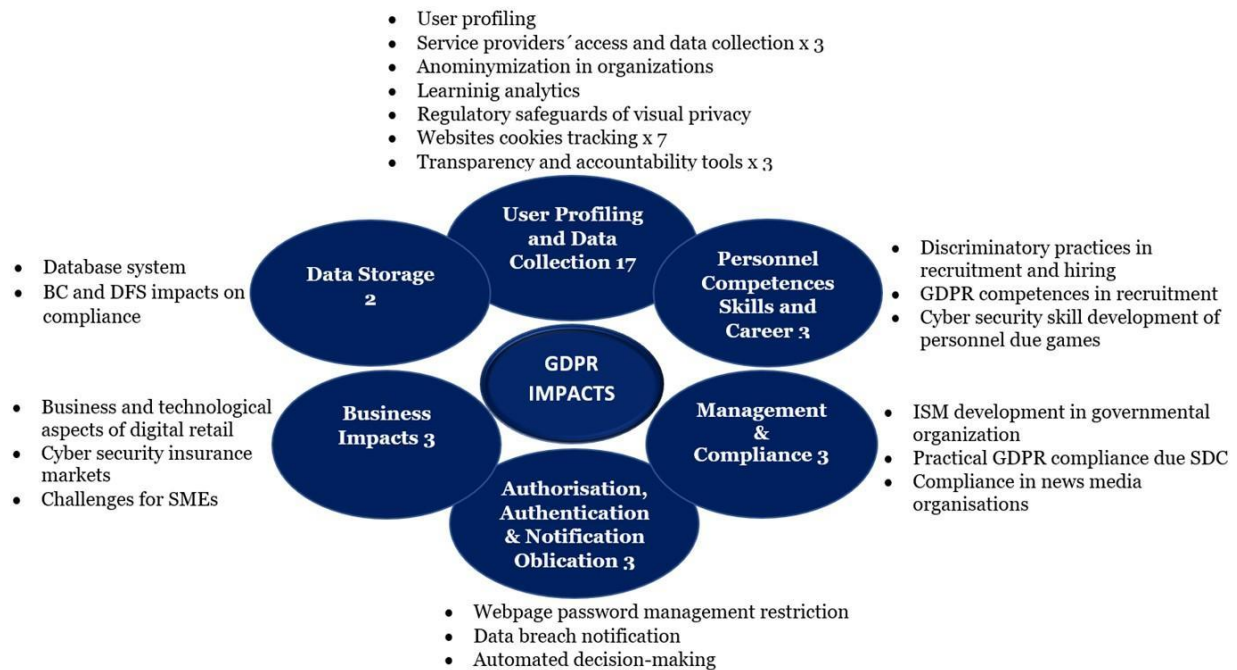 • User profiling
• Service providers´access and data collection x 3
• Anominymization in organizations
• Learninig analytics
• Regulatory safeguards of visual privacy
• Websites cookies tracking x 7
• Transparency and accountability tools x 3
User Profiling
and Data
Collection 17
Data Storage
2
• Database system
• BC and DFS impacts on
compliance
Personnel
Competences
Skills and
Career 3
• Discriminatory practices in
recruitment and hiring
• GDPR competences in recruitment
• Cyber security skill development of
personnel due games
GDPR
IMPACTS
Business
Impacts 3
• Business and technological
aspects of digital retail
• Cyber security insurance
markets
• Challenges for SMEs
Management
&
Compliance 3
• ISM development in governmental
organization
• Practical GDPR compliance due SDC
• Compliance in news media
organisations
Authorisation,
Authentication
& Notification
Oblication 3
• Webpage password management restriction
• Data breach notification
• Automated decision-making